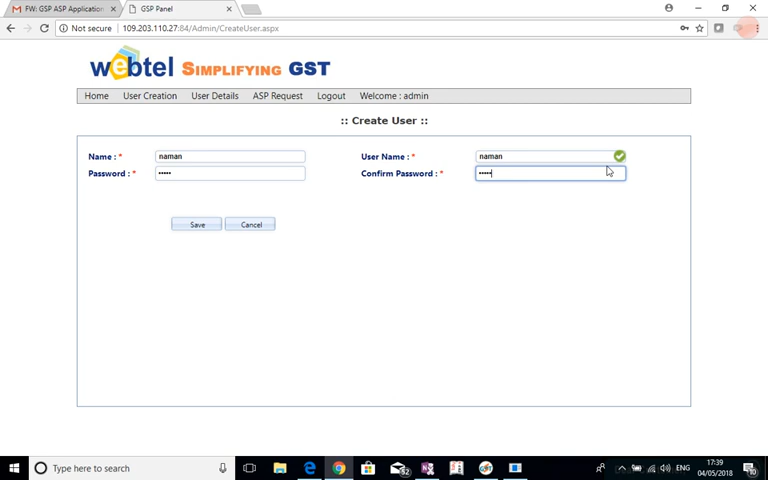 FW: GSP ASP Application
GSP Panel
Not secure
109.203.110.27:84/Admin/CreateUser.aspx
webtel SIMPLIFYING GST
Home User Creation User Details ASP Request Logout Welcome : admin
:: Create User ::
Name : * naman User Name : * naman
Password : * ••••• Confirm Password : * •••••
Save Cancel
Type here to search
52
ENG
17:39
04/05/2018
10